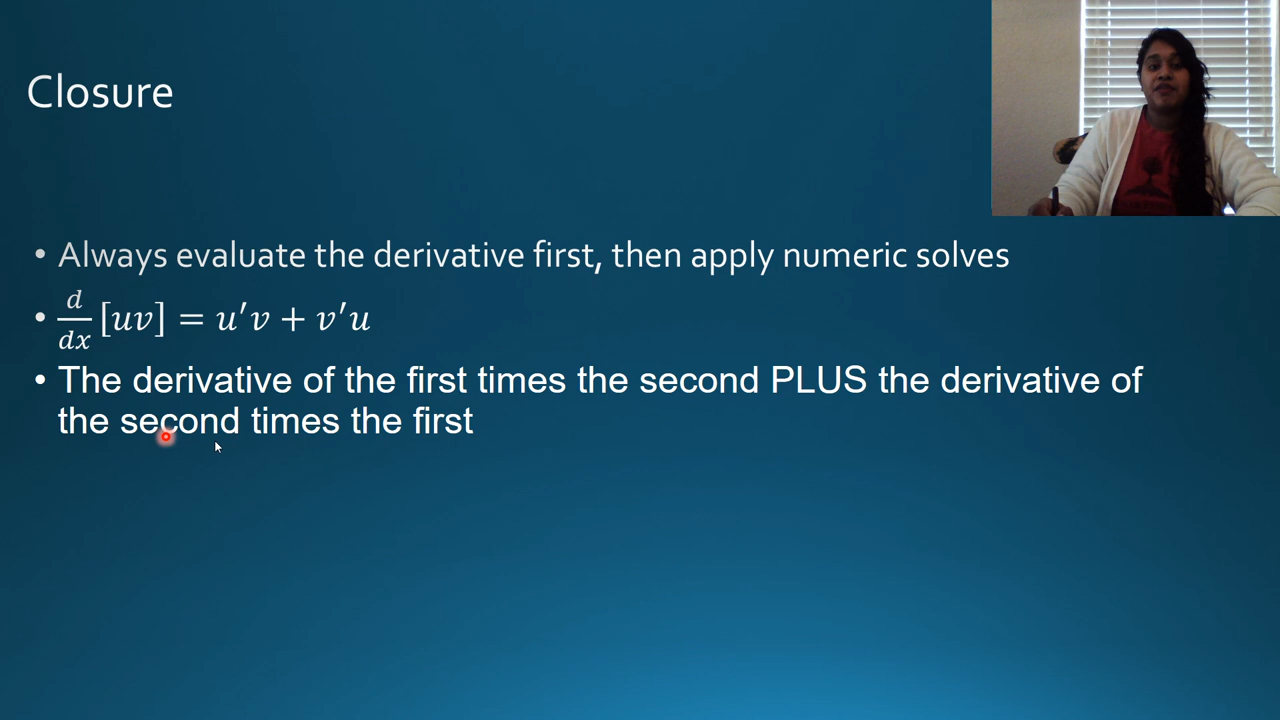 Closure
• Always evaluate the derivative first, then apply numeric solves
• d/dx [uv] = u′v + v′u
• The derivative of the first times the second PLUS the derivative of
the second times the first